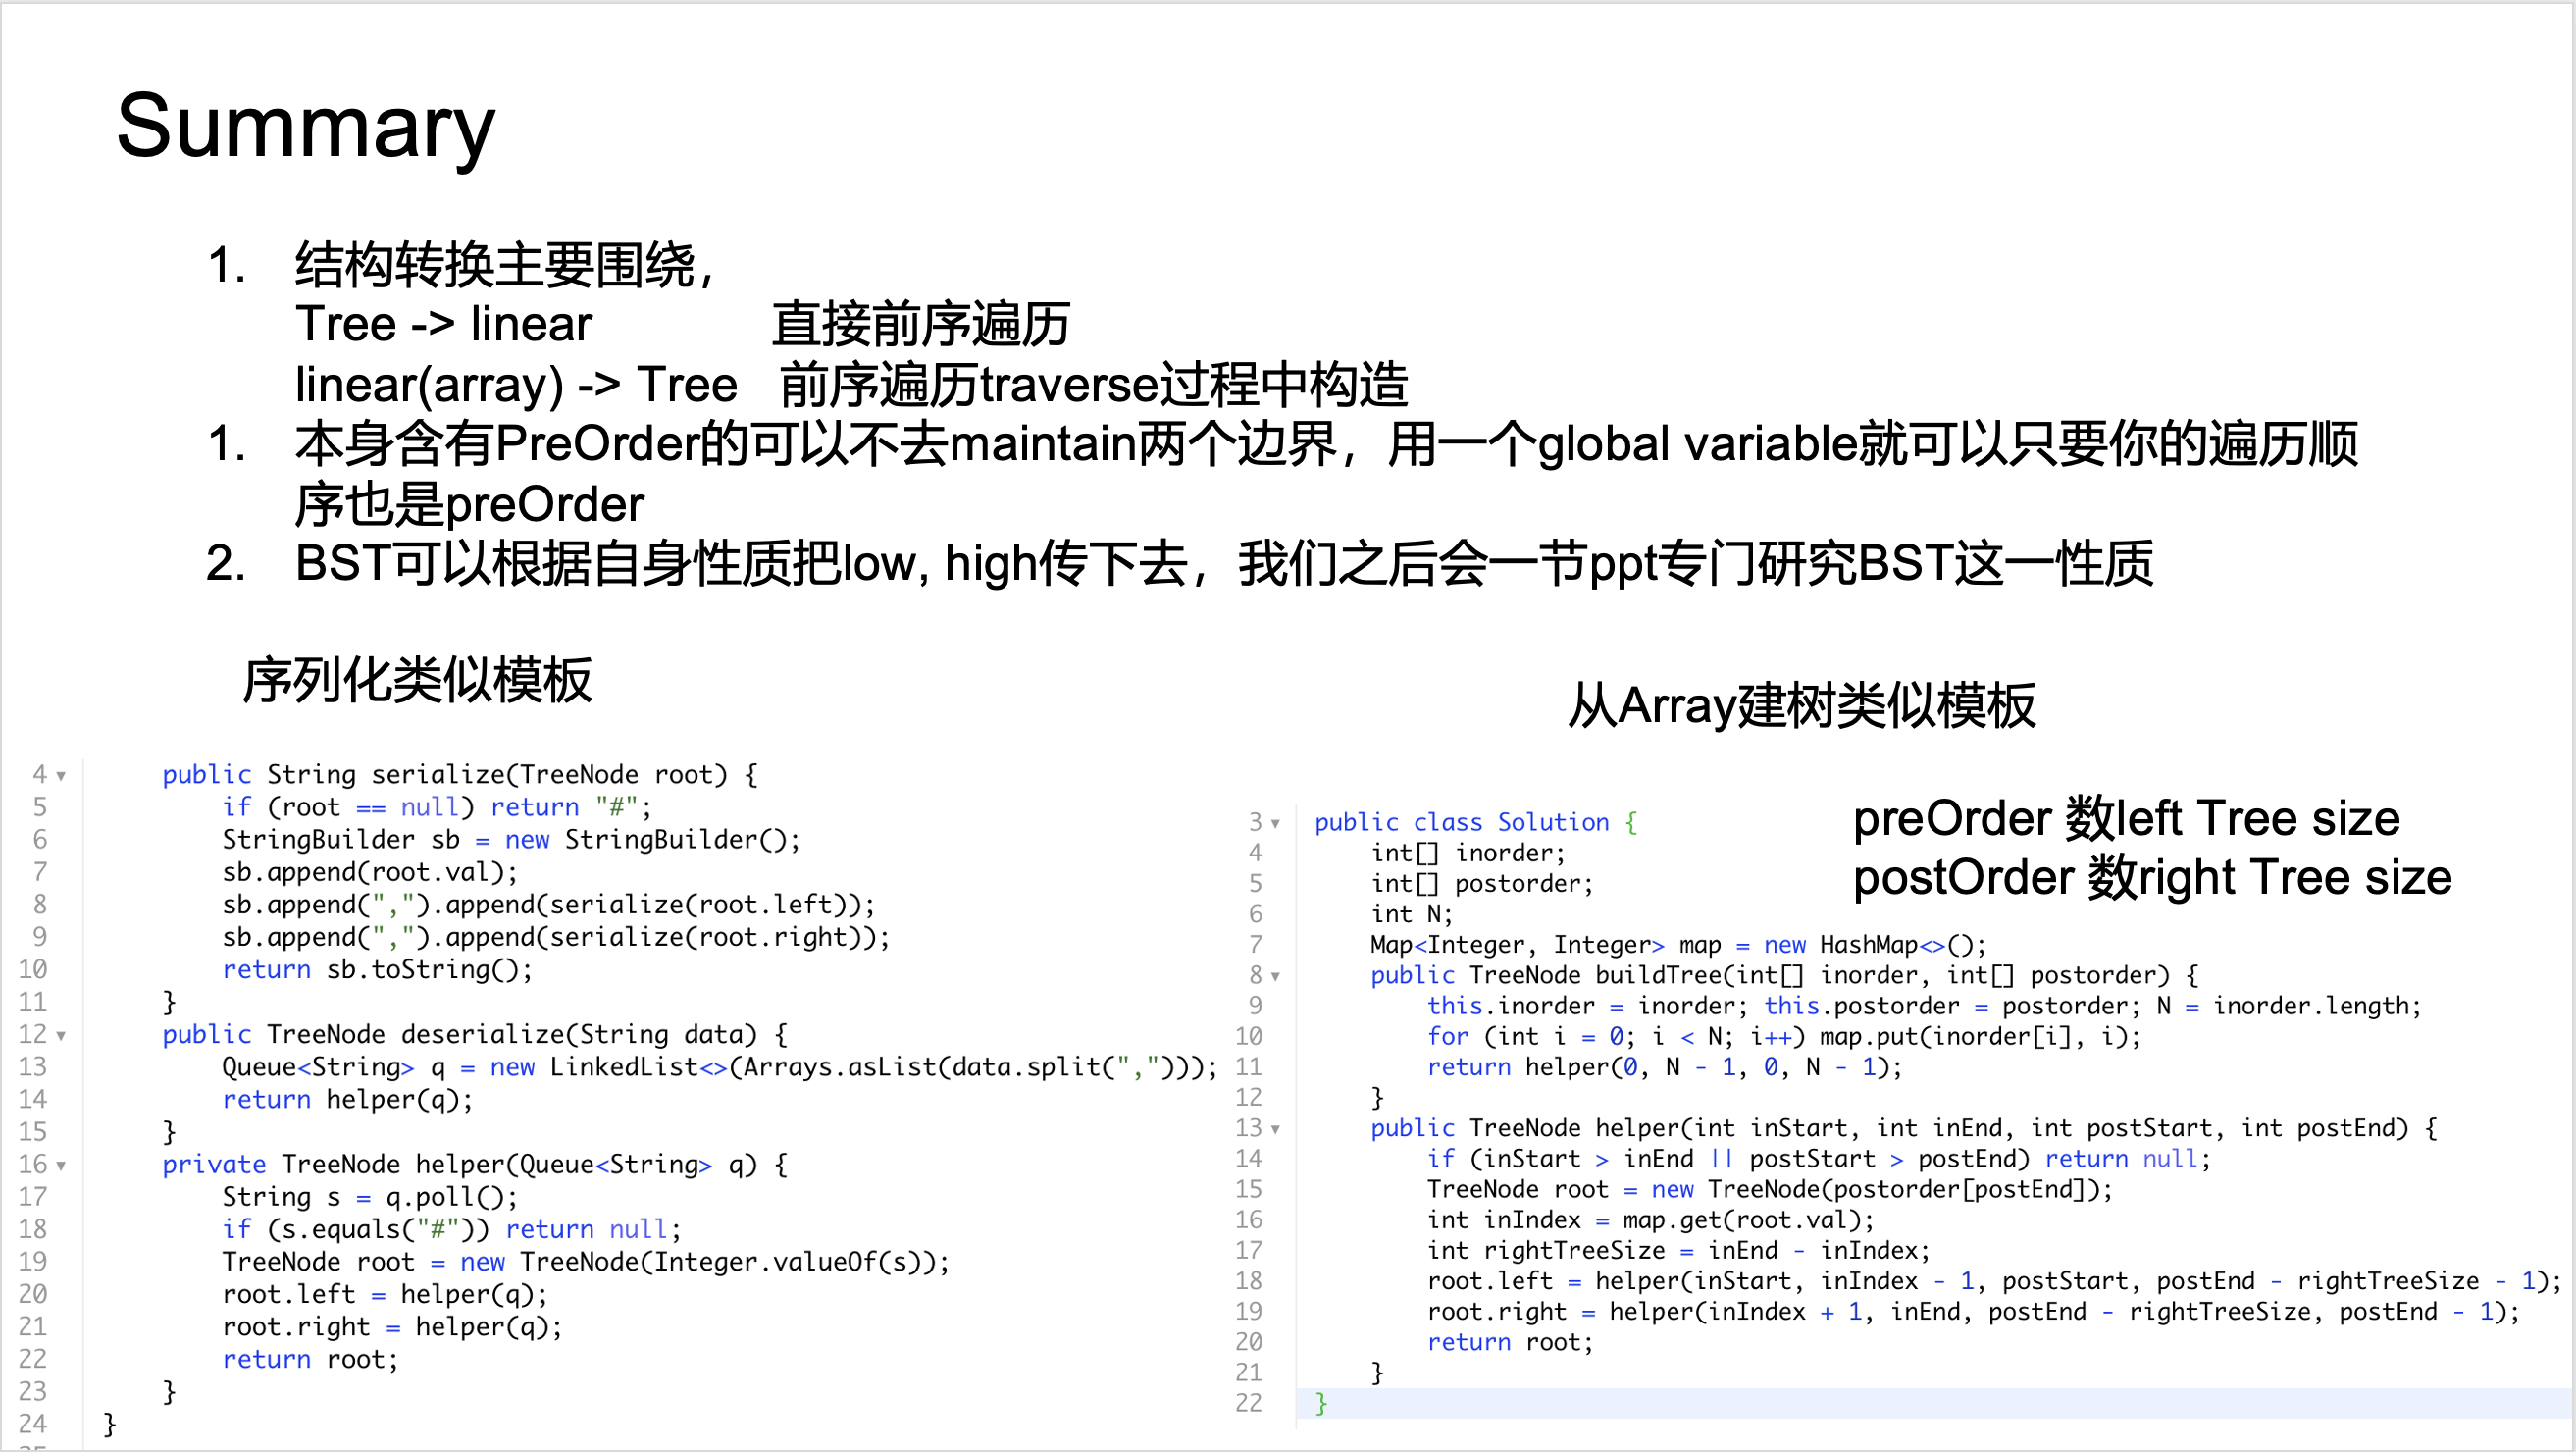 Summary
1. 结构转换主要围绕，
Tree -> linear 直接前序遍历
linear(array) -> Tree 前序遍历traverse过程中构造
1. 本身含有PreOrder的可以不去maintain两个边界，用一个global variable就可以只要你的遍历顺
序也是preOrder
2. BST可以根据自身性质把low, high传下去，我们之后会一节ppt专门研究BST这一性质
序列化类似模板
4 public String serialize(TreeNode root) {
5 if (root == null) return "#";
6 StringBuilder sb = new StringBuilder();
7 sb.append(root.val);
8 sb.append(",").append(serialize(root.left));
9 sb.append(",").append(serialize(root.right));
10 return sb.toString();
11 }
12 public TreeNode deserialize(String data) {
13 Queue<String> q = new LinkedList<>(Arrays.asList(data.split(",")));
14 return helper(q);
15 }
16 private TreeNode helper(Queue<String> q) {
17 String s = q.poll();
18 if (s.equals("#")) return null;
19 TreeNode root = new TreeNode(Integer.valueOf(s));
20 root.left = helper(q);
21 root.right = helper(q);
22 return root;
23 }
24 }
从Array建树类似模板
preOrder 数left Tree size
postOrder 数right Tree size
3 public class Solution {
4 int[] inorder;
5 int[] postorder;
6 int N;
7 Map<Integer, Integer> map = new HashMap<>();
8 public TreeNode buildTree(int[] inorder, int[] postorder) {
9 this.inorder = inorder; this.postorder = postorder; N = inorder.length;
10 for (int i = 0; i < N; i++) map.put(inorder[i], i);
11 return helper(0, N - 1, 0, N - 1);
12 }
13 public TreeNode helper(int inStart, int inEnd, int postStart, int postEnd) {
14 if (inStart > inEnd || postStart > postEnd) return null;
15 TreeNode root = new TreeNode(postorder[postEnd]);
16 int inIndex = map.get(root.val);
17 int rightTreeSize = inEnd - inIndex;
18 root.left = helper(inStart, inIndex - 1, postStart, postEnd - rightTreeSize - 1);
19 root.right = helper(inIndex + 1, inEnd, postEnd - rightTreeSize, postEnd - 1);
20 return root;
21 }
22 }